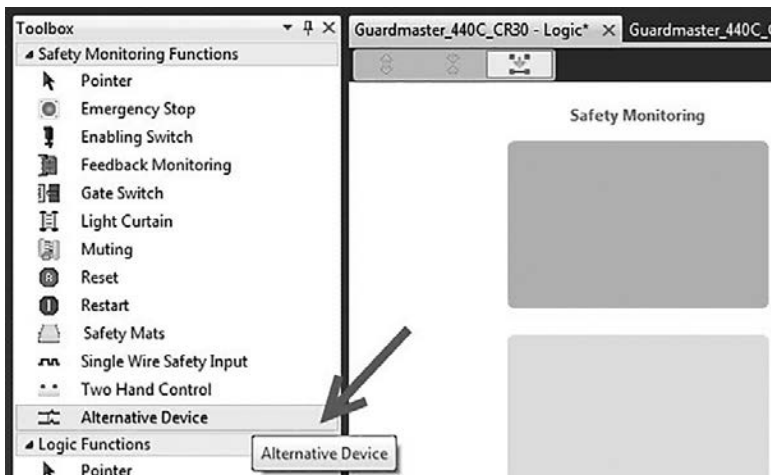 Toolbox
Guardmaster_440C_CR30 - Logic* Guardmaster_440C_
Safety Monitoring Functions
Pointer
Emergency Stop
Enabling Switch
Feedback Monitoring
Gate Switch
Light Curtain
Muting
Reset
Restart
Safety Mats
Single Wire Safety Input
Two Hand Control
Alternative Device
Logic Functions
Pointer
Alternative Device
Safety Monitoring